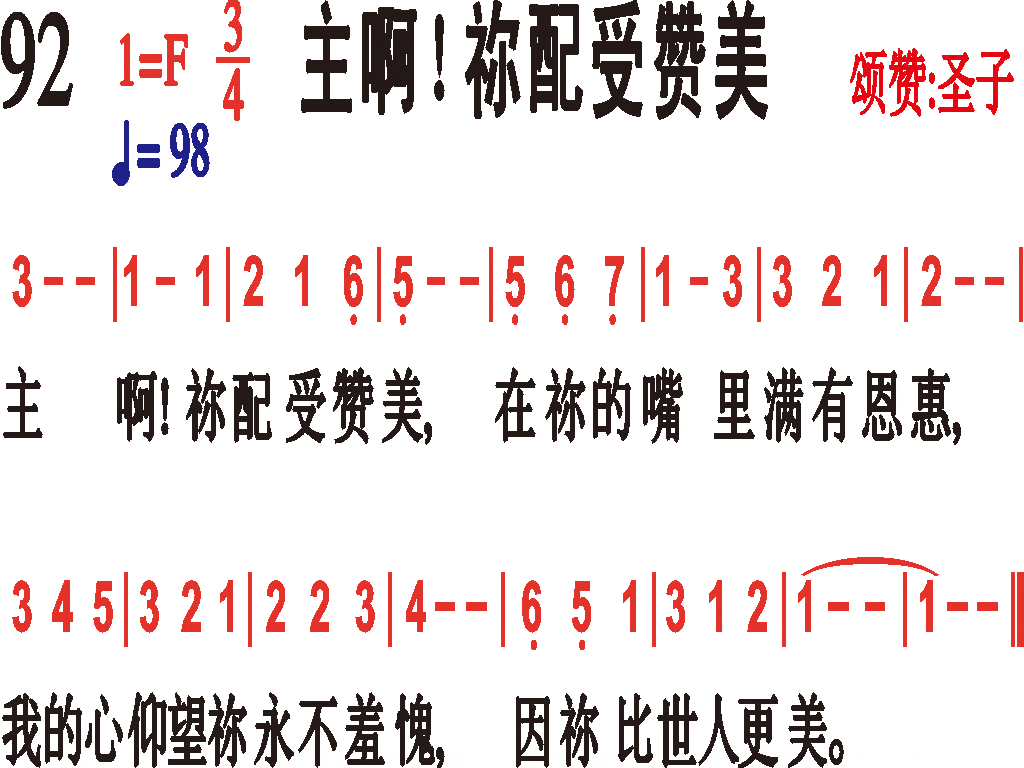 92 1=F 3/4 主啊!祢配受赞美 颂赞:圣子
♩=98
3 - - | 1 - 1 | 2 1 6̣ | 5̣ - - | 5̣ 6̣ 7̣ | 1 - 3 | 3 2 1 | 2 - - |
主 啊! 祢配 受赞美, 在祢的嘴 里满有恩惠,
3 4 5 | 3 2 1 | 2 2 3 | 4 - - | 6̣ 5̣ 1 | 3 1 2 | 1 - - | 1 - - ‖
我的心仰望祢永不羞愧, 因祢比世人更美。